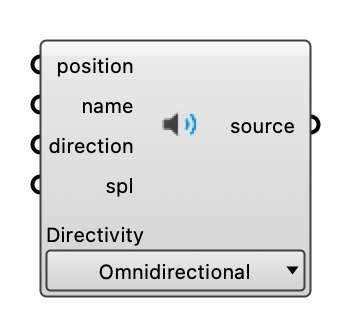 position
name
source
direction
spl
Directivity
Omnidirectional